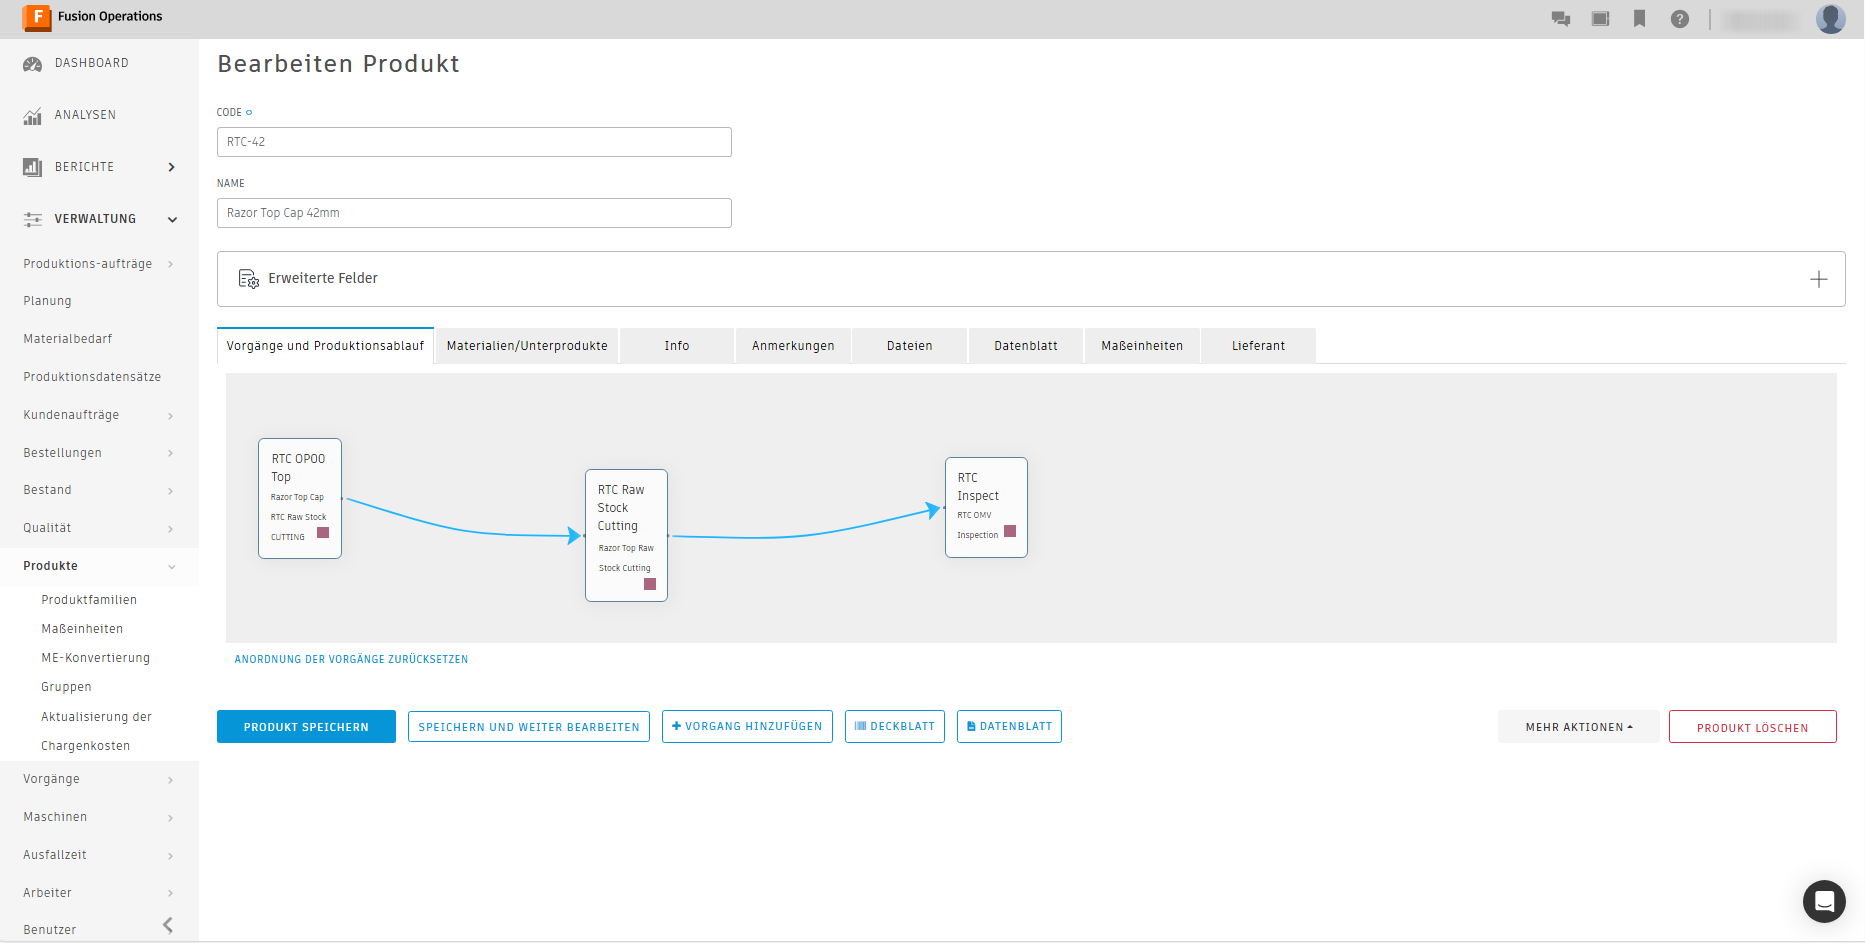 Fusion Operations
DASHBOARD
ANALYSEN
BERICHTE
VERWALTUNG
Produktions-aufträge
Planung
Materialbedarf
Produktionsdatensätze
Kundenaufträge
Bestellungen
Bestand
Qualität
Produkte
Produktfamilien
Maßeinheiten
ME-Konvertierung
Gruppen
Aktualisierung der
Chargenkosten
Vorgänge
Maschinen
Ausfallzeit
Arbeiter
Benutzer
Bearbeiten Produkt
CODE
RTC-42
NAME
Razor Top Cap 42mm
Erweiterte Felder
Vorgänge und Produktionsablauf
Materialien/Unterprodukte
Info
Anmerkungen
Dateien
Datenblatt
Maßeinheiten
Lieferant
RTC OP00
Top
Razor Top Cap
RTC Raw Stock
CUTTING
RTC Raw
Stock
Cutting
Razor Top Raw
Stock Cutting
RTC
Inspect
RTC OMV
Inspection
ANORDNUNG DER VORGÄNGE ZURÜCKSETZEN
PRODUKT SPEICHERN
SPEICHERN UND WEITER BEARBEITEN
VORGANG HINZUFÜGEN
DECKBLATT
DATENBLATT
MEHR AKTIONEN
PRODUKT LÖSCHEN